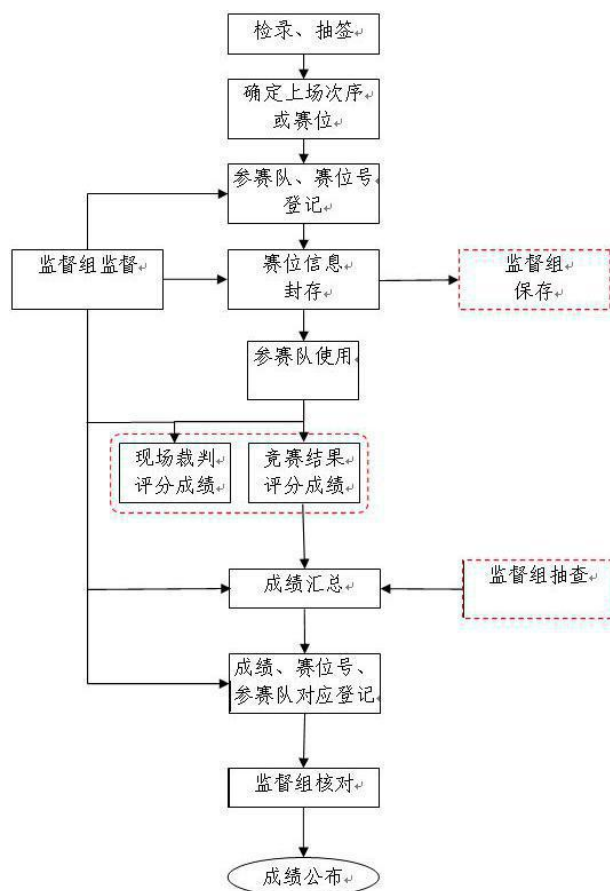 检录、抽签
确定上场次序
或赛位
参赛队、赛位号
登记
监督组监督
赛位信息
封存
监督组
保存
参赛队使用
现场裁判
评分成绩
竞赛结果
评分成绩
成绩汇总
监督组抽查
成绩、赛位号、
参赛队对应登记
监督组核对
成绩公布